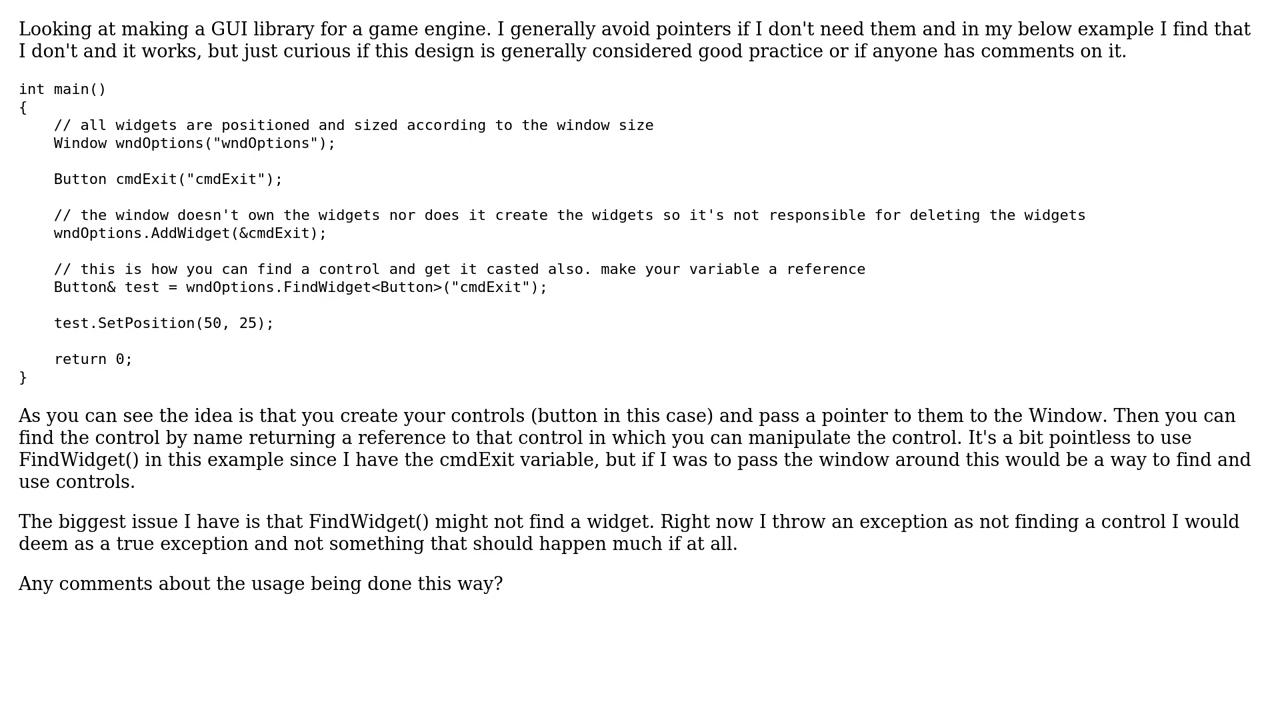 Looking at making a GUI library for a game engine. I generally avoid pointers if I don't need them and in my below example I find that
I don't and it works, but just curious if this design is generally considered good practice or if anyone has comments on it.
int main()
{
    // all widgets are positioned and sized according to the window size
    Window wndOptions("wndOptions");
    Button cmdExit("cmdExit");
    // the window doesn't own the widgets nor does it create the widgets so it's not responsible for deleting the widgets
    wndOptions.AddWidget(&cmdExit);
    // this is how you can find a control and get it casted also. make your variable a reference
    Button& test = wndOptions.FindWidget<Button>("cmdExit");
    test.SetPosition(50, 25);
    return 0;
}
As you can see the idea is that you create your controls (button in this case) and pass a pointer to them to the Window. Then you can
find the control by name returning a reference to that control in which you can manipulate the control. It's a bit pointless to use
FindWidget() in this example since I have the cmdExit variable, but if I was to pass the window around this would be a way to find and
use controls.
The biggest issue I have is that FindWidget() might not find a widget. Right now I throw an exception as not finding a control I would
deem as a true exception and not something that should happen much if at all.
Any comments about the usage being done this way?